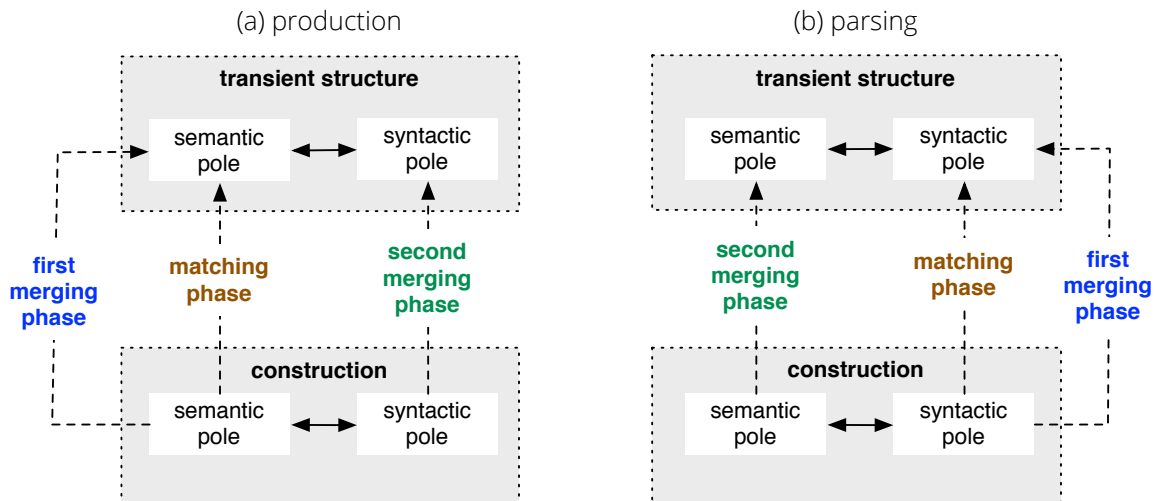 (a) production
transient structure
semantic
pole
syntactic
pole
first
merging
phase
matching
phase
second
merging
phase
construction
semantic
pole
syntactic
pole
(b) parsing
transient structure
semantic
pole
syntactic
pole
second
merging
phase
matching
phase
first
merging
phase
construction
semantic
pole
syntactic
pole